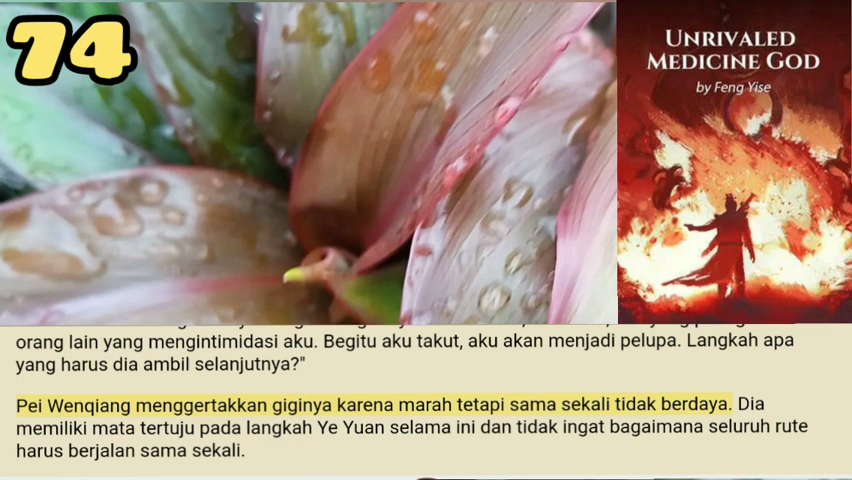 74
UNRIVALED
MEDICINE GOD
by Feng Yise
orang lain yang mengintimidasi aku. Begitu aku takut, aku akan menjadi pelupa. Langkah apa
yang harus dia ambil selanjutnya?"
Pei Wenqiang menggertakkan giginya karena marah tetapi sama sekali tidak berdaya. Dia
memiliki mata tertuju pada langkah Ye Yuan selama ini dan tidak ingat bagaimana seluruh rute
harus berjalan sama sekali.